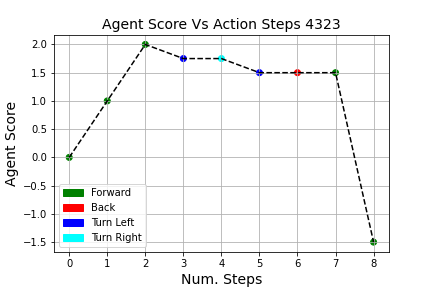 Agent Score Vs Action Steps 4323
Agent Score
2.0
1.5
1.0
0.5
0.0
−0.5
−1.0
−1.5
Forward
Back
Turn Left
Turn Right
0 1 2 3 4 5 6 7 8
Num. Steps